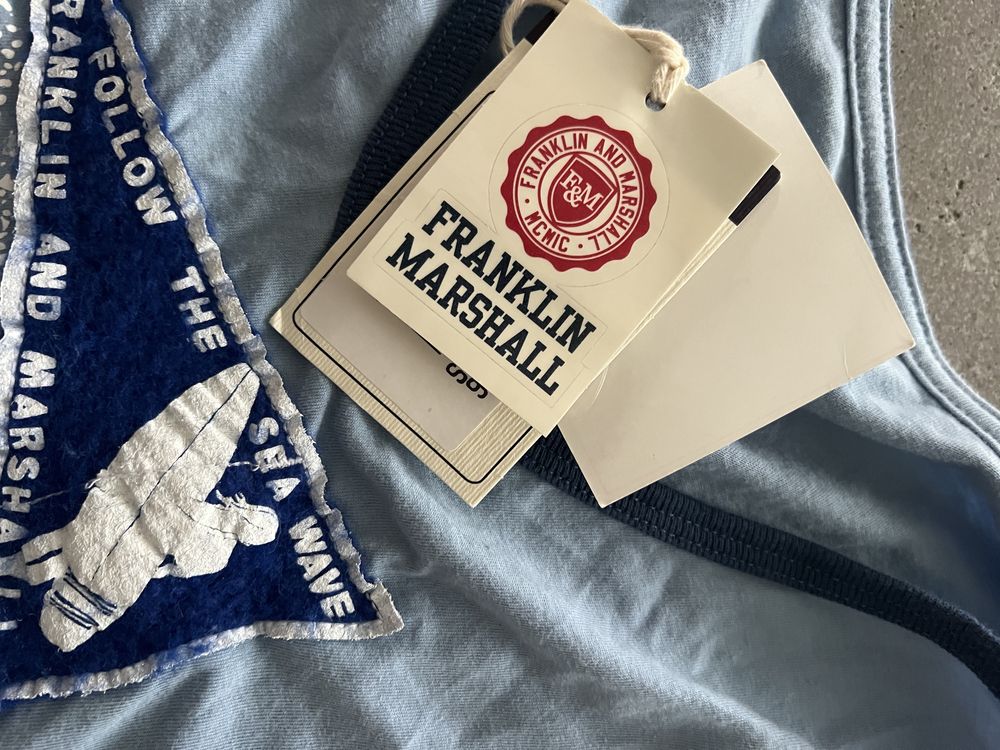 FRANKLIN AND MARSHALL
FOLLOW THE SEA WAVE
FRANKLIN AND MARSHALL
F&M
MCMIC
FRANKLIN
MARSHALL